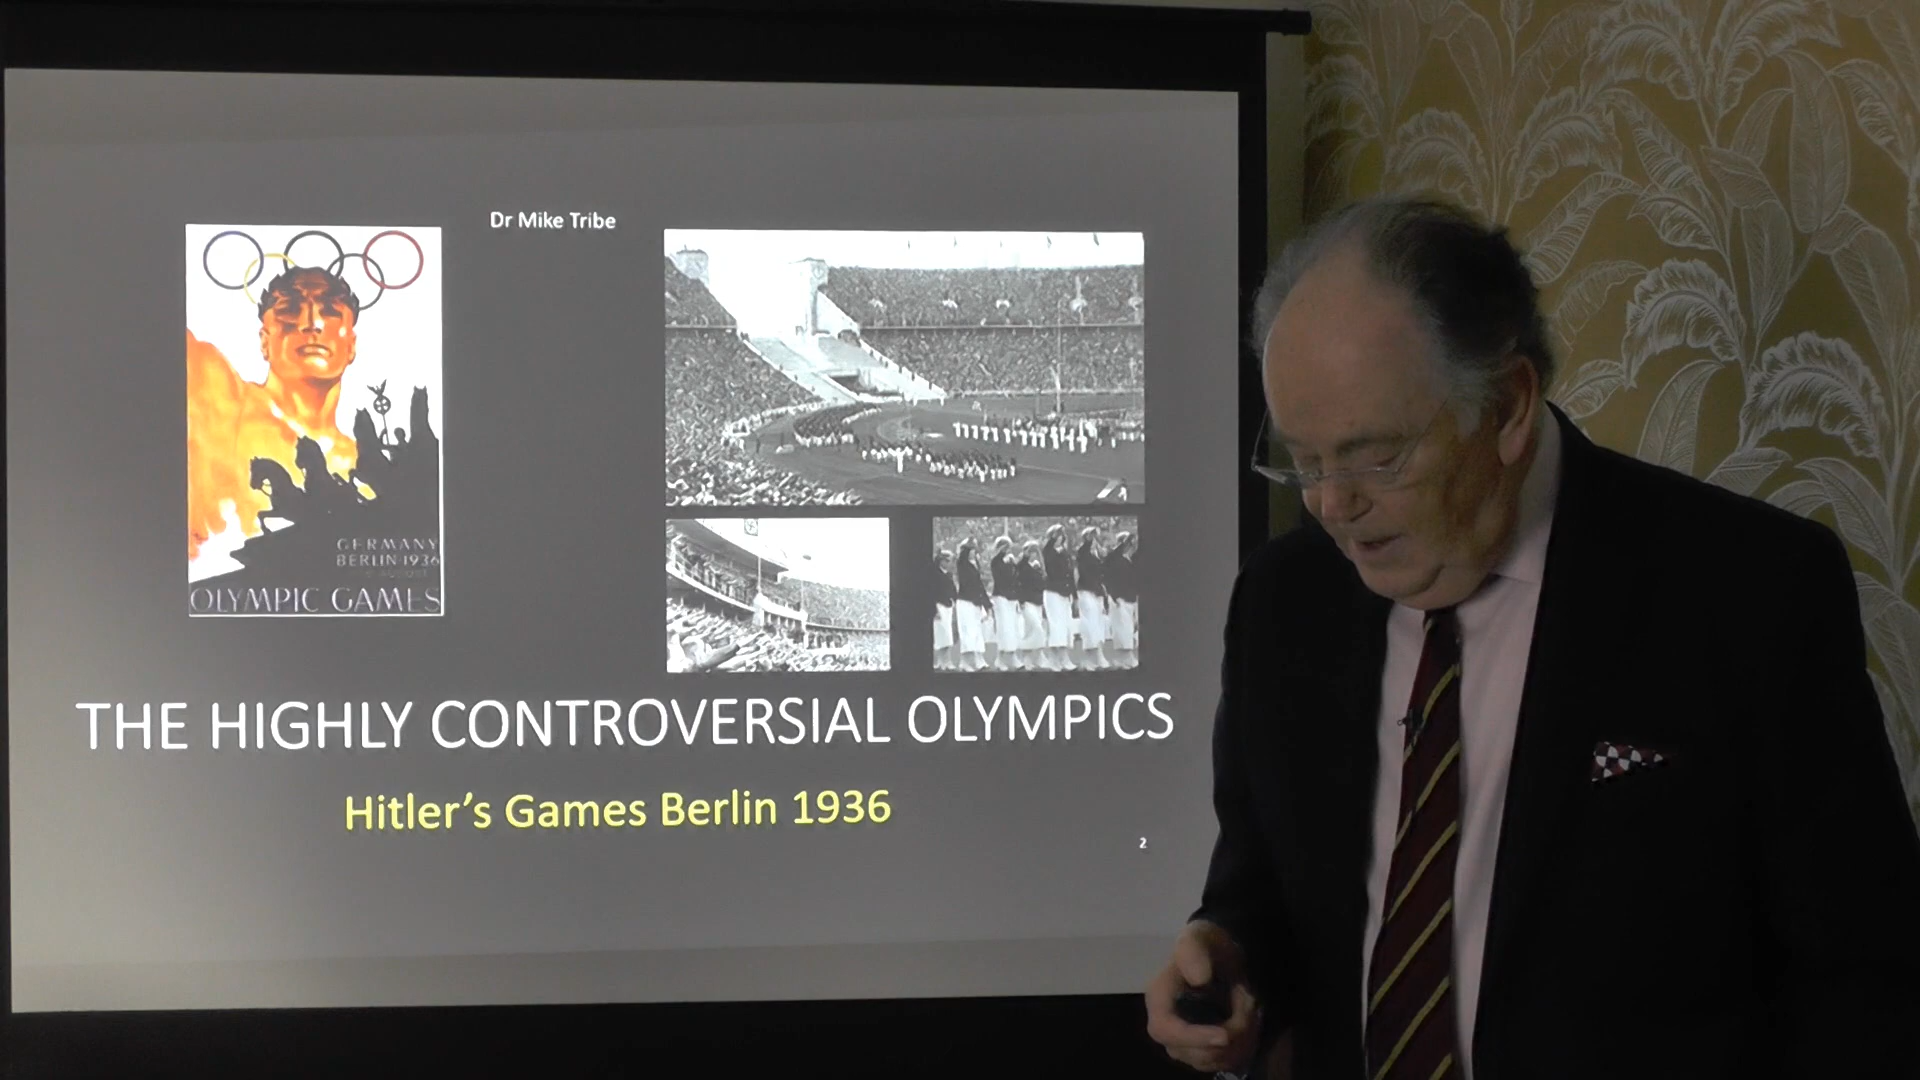 Dr Mike Tribe
GERMANY
BERLIN 1936
OLYMPIC GAMES
THE HIGHLY CONTROVERSIAL OLYMPICS
Hitler's Games Berlin 1936
2